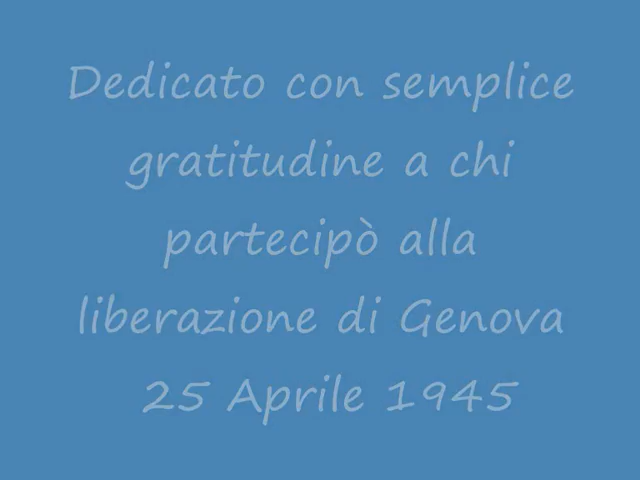 Dedicato con semplice
gratitudine a chi
partecipò alla
liberazione di Genova
25 Aprile 1945